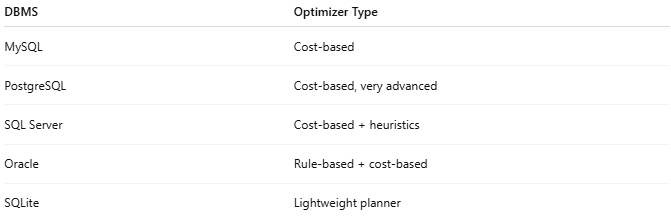 DBMS Optimizer Type
MySQL Cost-based
PostgreSQL Cost-based, very advanced
SQL Server Cost-based + heuristics
Oracle Rule-based + cost-based
SQLite Lightweight planner